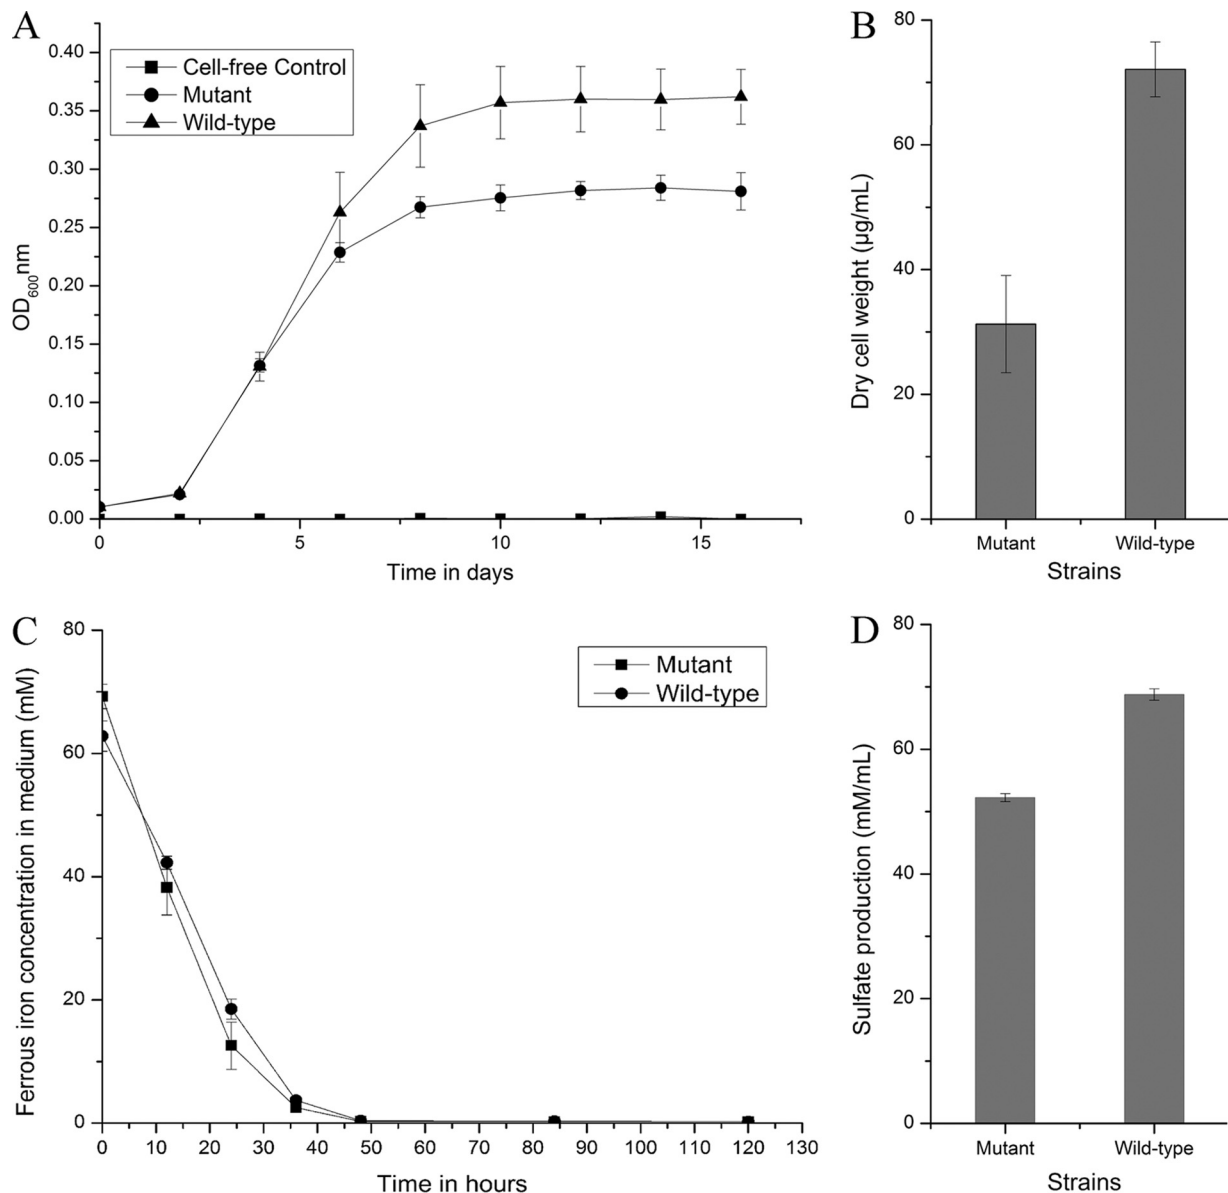 A
Cell-free Control
Mutant
Wild-type
0.40
0.35
0.30
0.25
0.20
0.15
0.10
0.05
0.00
OD600nm
0
5
10
15
Time in days
B
80
60
40
20
0
Dry cell weight (µg/mL)
Mutant
Wild-type
Strains
C
Mutant
Wild-type
80
60
40
20
0
Ferrous iron concentration in medium (mM)
0 10 20 30 40 50 60 70 80 90 100 110 120 130
Time in hours
D
80
60
40
20
0
Sulfate production (mM/mL)
Mutant
Wild-type
Strains